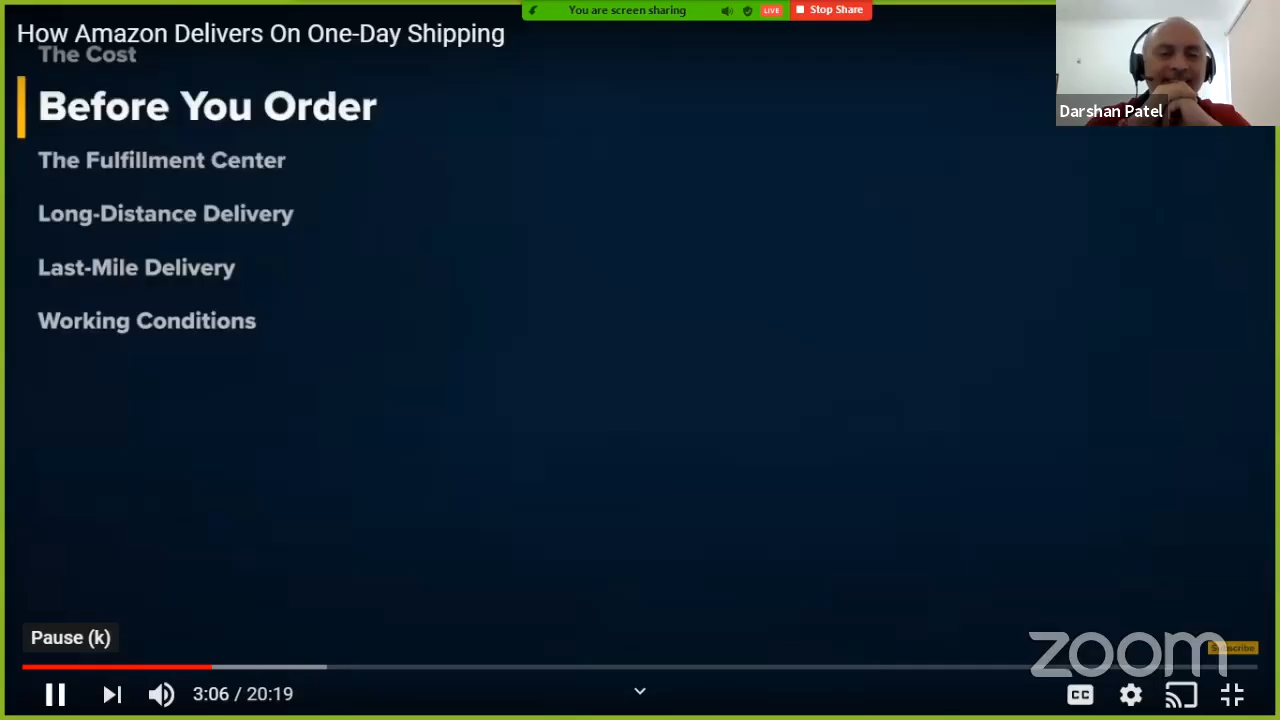 You are screen sharing
LIVE
Stop Share
How Amazon Delivers On One-Day Shipping
The Cost
Before You Order
Darshan Patel
The Fulfillment Center
Long-Distance Delivery
Last-Mile Delivery
Working Conditions
Pause (k)
zoom
Subscribe
3:06 / 20:19
CC